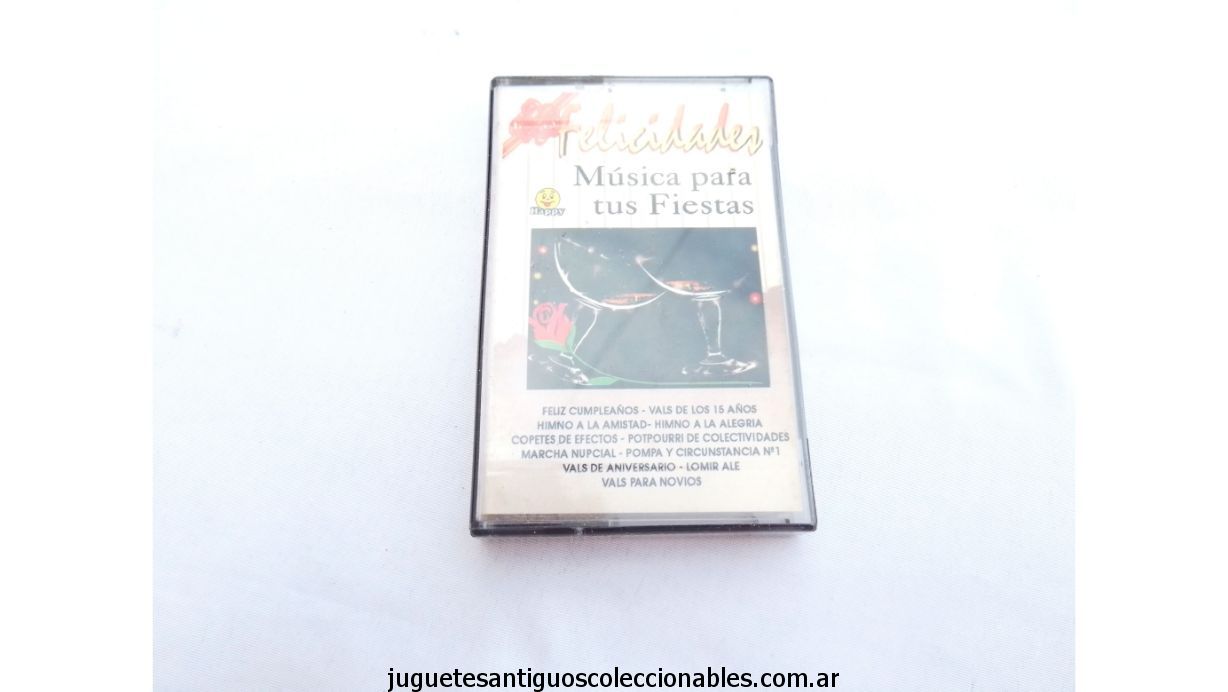 Felicidades
Música para
tus Fiestas
Happy
FELIZ CUMPLEAÑOS - VALS DE LOS 15 AÑOS
HIMNO A LA AMISTAD- HIMNO A LA ALEGRIA
COPETES DE EFECTOS - POTPOURRI DE COLECTIVIDADES
MARCHA NUPCIAL - POMPA Y CIRCUNSTANCIA Nº1
VALS DE ANIVERSARIO - LOMIR ALE
VALS PARA NOVIOS
juguetesantiguoscoleccionables.com.ar